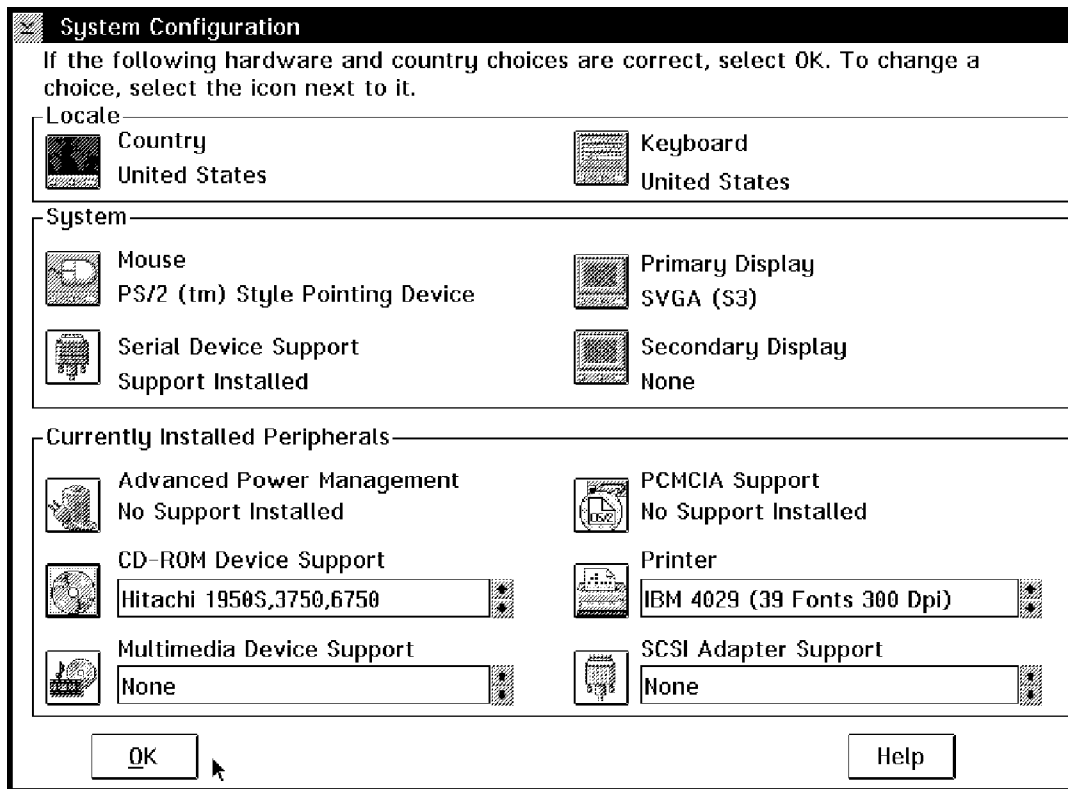 System Configuration
If the following hardware and country choices are correct, select OK. To change a
choice, select the icon next to it.
Locale
Country
United States
Keyboard
United States
System
Mouse
PS/2 (tm) Style Pointing Device
Primary Display
SVGA (S3)
Serial Device Support
Support Installed
Secondary Display
None
Currently Installed Peripherals
Advanced Power Management
No Support Installed
PCMCIA Support
No Support Installed
OS/2
CD-ROM Device Support
Hitachi 1950S,3750,6750
Printer
IBM 4029 (39 Fonts 300 Dpi)
Multimedia Device Support
None
SCSI Adapter Support
None
OK
Help